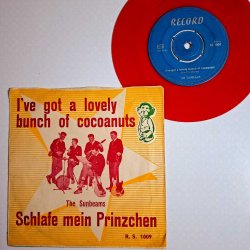 RECORD
I've got a lovely
bunch of cocoanuts
The Sunbeams
Schlafe mein Prinzchen
R. S. 1009